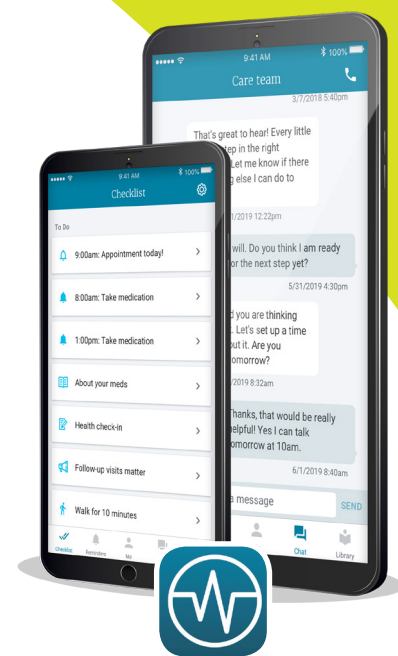 9:41 AM
100%
Care team
3/7/2018 5:40pm
That's great to hear! Every little
step in the right
Let me know if there
else I can do to
2019 12:22pm
will. Do you think I am ready
for the next step yet?
5/31/2019 4:30pm
you are thinking
Let's set up a time
out it. Are you
tomorrow?
/2019 8:32am
Thanks, that would be really
helpful! Yes I can talk
tomorrow at 10am.
6/1/2019 8:40am
a message
SEND
Chat
Library
9:41 AM
100%
Checklist
To Do
9:00am: Appointment today!
8:00am: Take medication
1:00pm: Take medication
About your meds
Health check-in
Follow-up visits matter
Walk for 10 minutes
Checklist
Reminders
Me